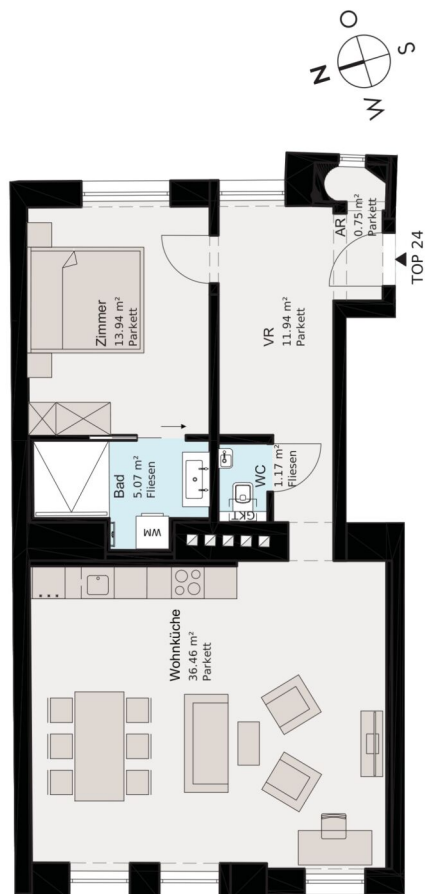 N
O
S
W
Zimmer
13.94 m²
Parkett
VR
11.94 m²
Parkett
AR
0.75 m²
Parkett
TOP 24
Bad
5.07 m²
Fliesen
WM
WC
1.17 m²
Fliesen
GKT
Wohnküche
36.46 m²
Parkett